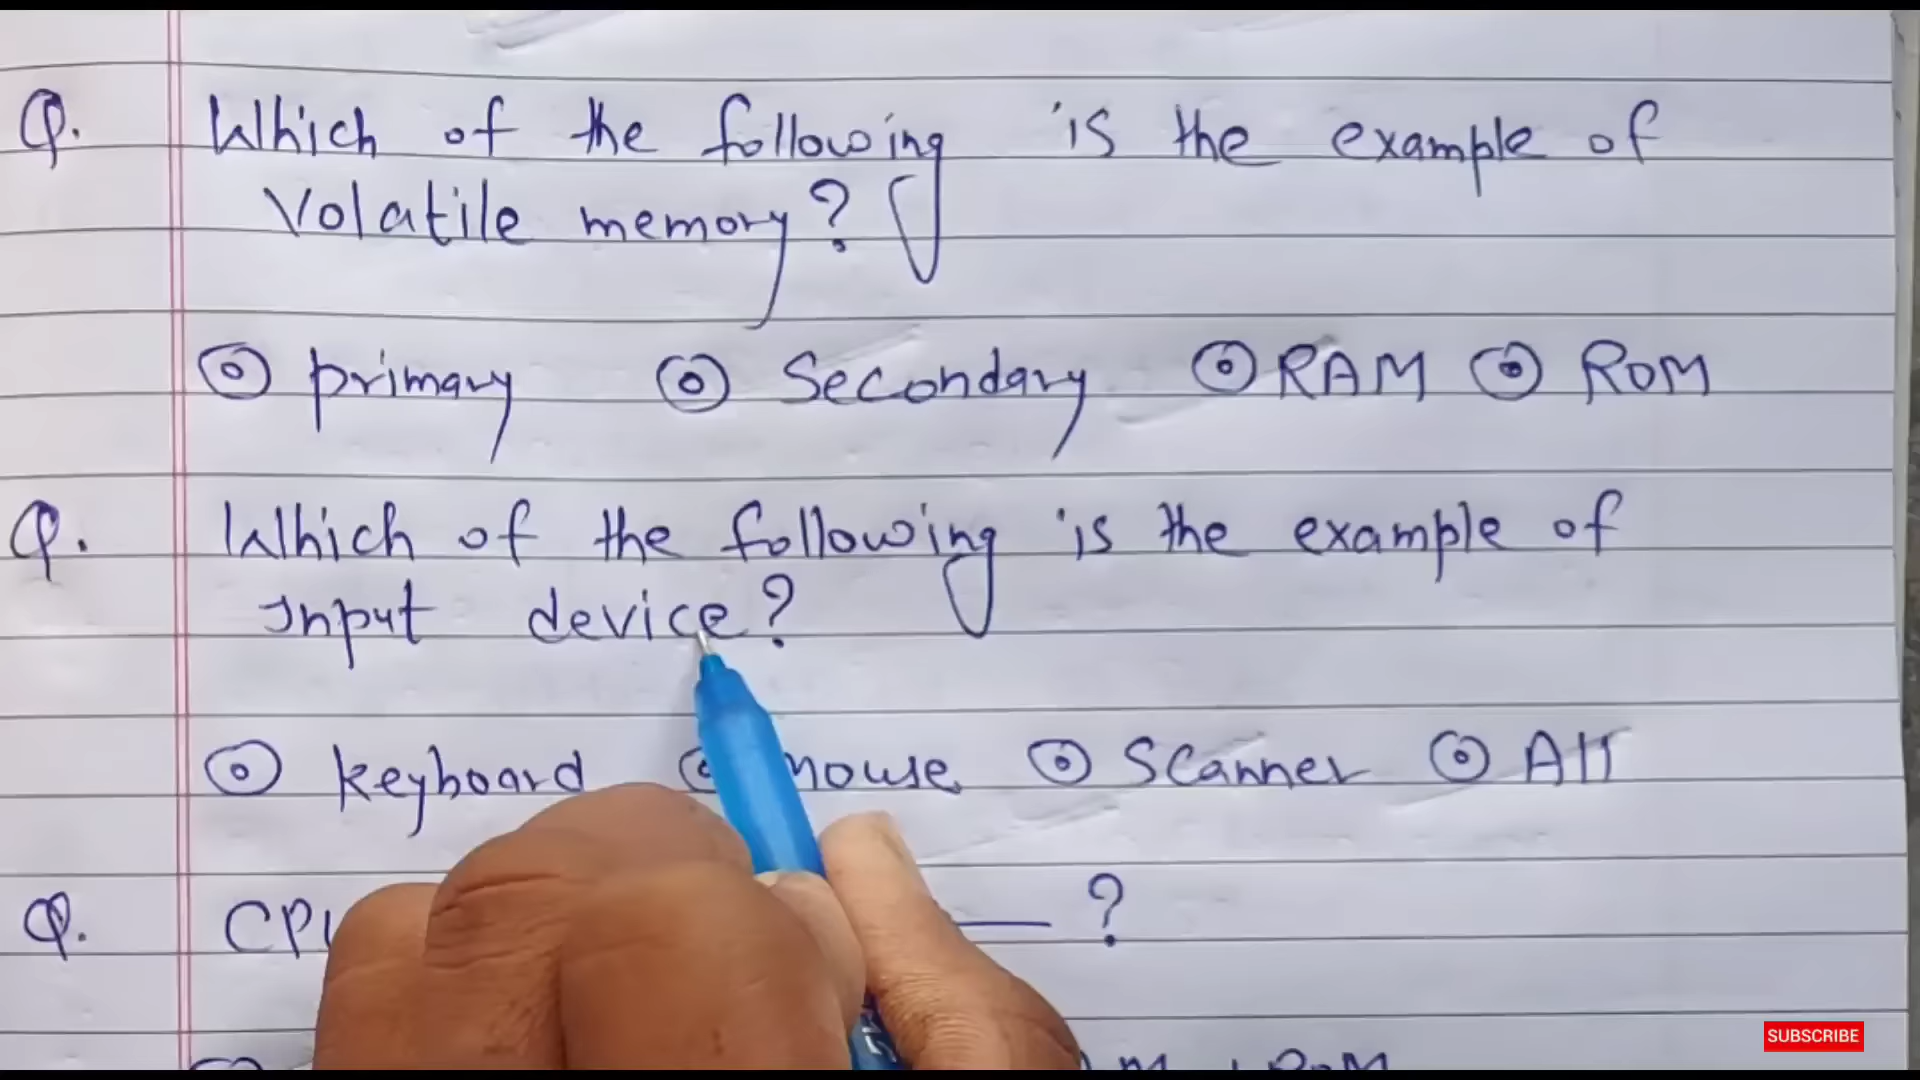 Q. Which of the following is the example of
Volatile memory?
⊙ primary ⊙ Secondary ⊙ RAM ⊙ ROM
Q. Which of the following is the example of
Input device?
⊙ keyboard ⊙ mouse ⊙ Scanner ⊙ All
Q. ?
SUBSCRIBE